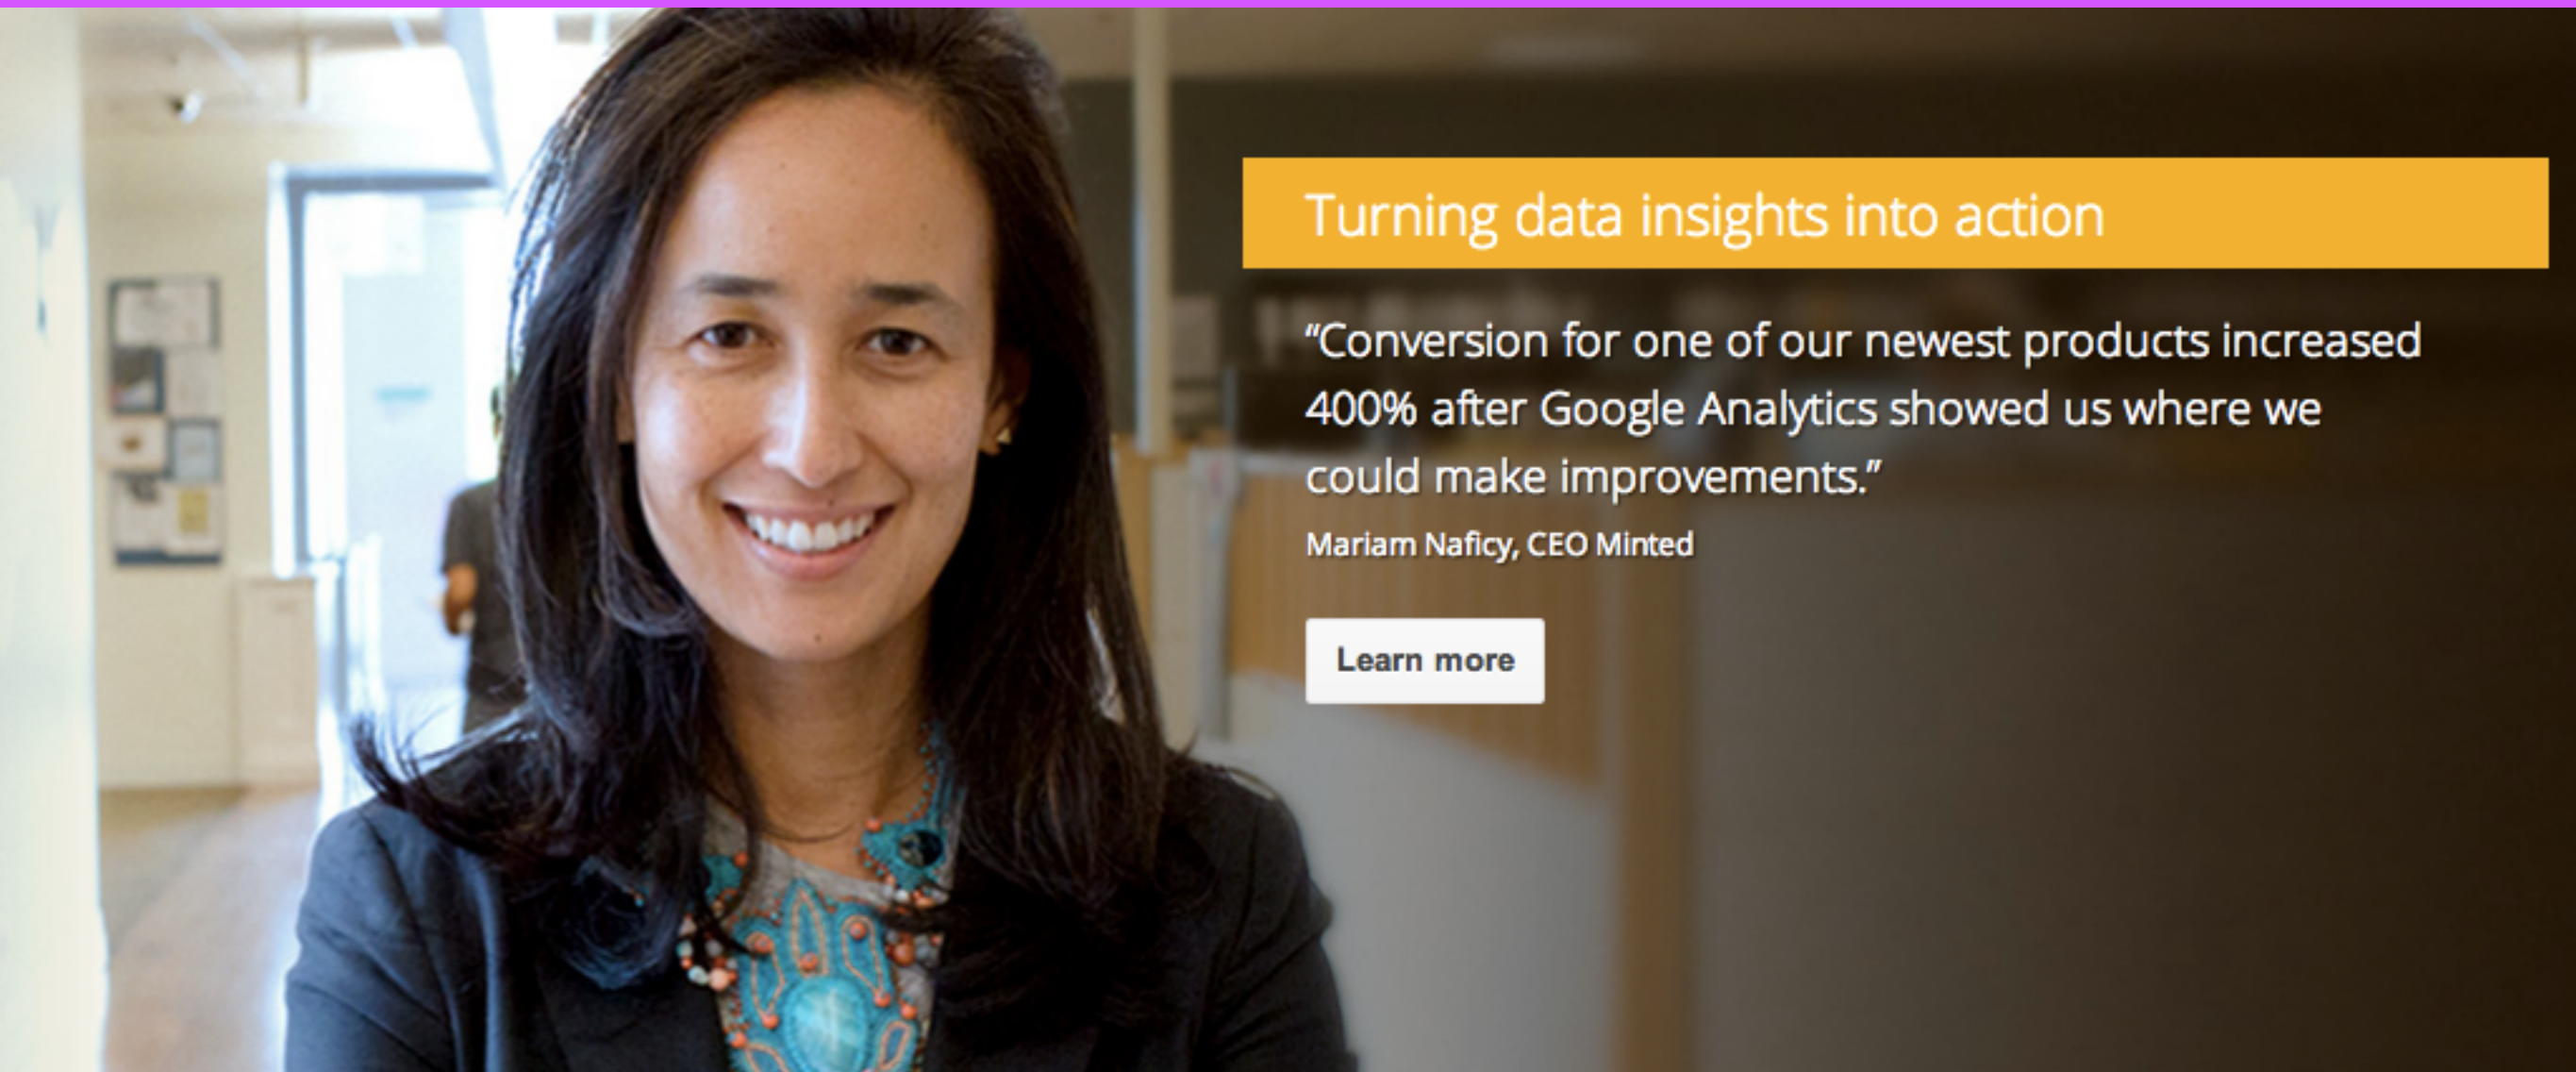 Turning data insights into action
“Conversion for one of our newest products increased
400% after Google Analytics showed us where we
could make improvements.”
Mariam Naficy, CEO Minted
Learn more